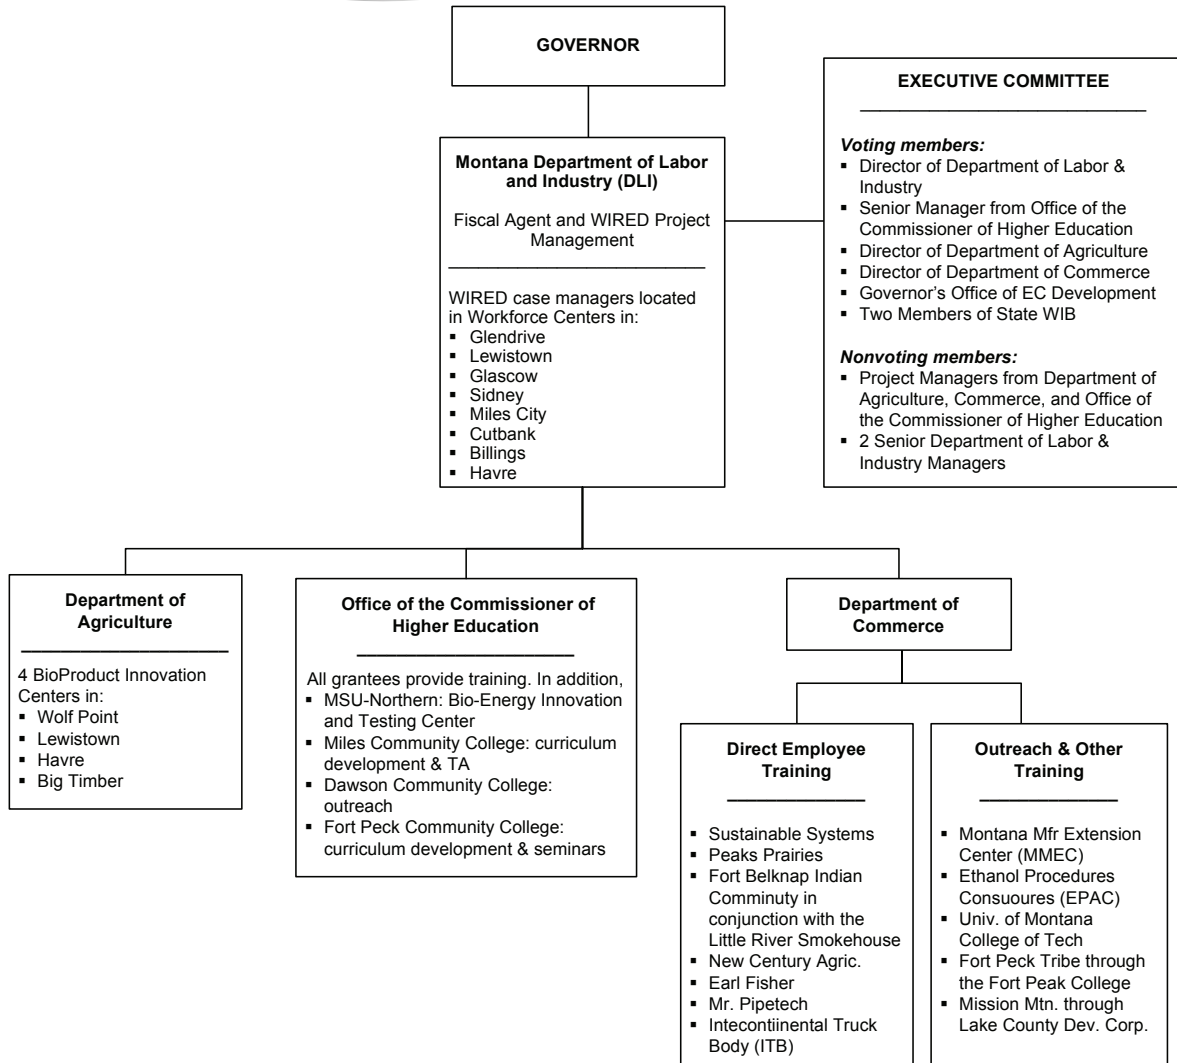 GOVERNOR
EXECUTIVE COMMITTEE
Voting members:
▪ Director of Department of Labor &
Industry
▪ Senior Manager from Office of the
Commissioner of Higher Education
▪ Director of Department of Agriculture
▪ Director of Department of Commerce
▪ Governor’s Office of EC Development
▪ Two Members of State WIB
Nonvoting members:
▪ Project Managers from Department of
Agriculture, Commerce, and Office of
the Commissioner of Higher Education
▪ 2 Senior Department of Labor &
Industry Managers
Montana Department of Labor
and Industry (DLI)
Fiscal Agent and WIRED Project
Management
WIRED case managers located
in Workforce Centers in:
▪ Glendrive
▪ Lewistown
▪ Glascow
▪ Sidney
▪ Miles City
▪ Cutbank
▪ Billings
▪ Havre
Department of
Agriculture
4 BioProduct Innovation
Centers in:
▪ Wolf Point
▪ Lewistown
▪ Havre
▪ Big Timber
Office of the Commissioner of
Higher Education
All grantees provide training. In addition,
▪ MSU-Northern: Bio-Energy Innovation
and Testing Center
▪ Miles Community College: curriculum
development & TA
▪ Dawson Community College:
outreach
▪ Fort Peck Community College:
curriculum development & seminars
Department of
Commerce
Direct Employee
Training
▪ Sustainable Systems
▪ Peaks Prairies
▪ Fort Belknap Indian
Comminuty in
conjunction with the
Little River Smokehouse
▪ New Century Agric.
▪ Earl Fisher
▪ Mr. Pipetech
▪ Intecontiinental Truck
Body (ITB)
Outreach & Other
Training
▪ Montana Mfr Extension
Center (MMEC)
▪ Ethanol Procedures
Consuoures (EPAC)
▪ Univ. of Montana
College of Tech
▪ Fort Peck Tribe through
the Fort Peak College
▪ Mission Mtn. through
Lake County Dev. Corp.